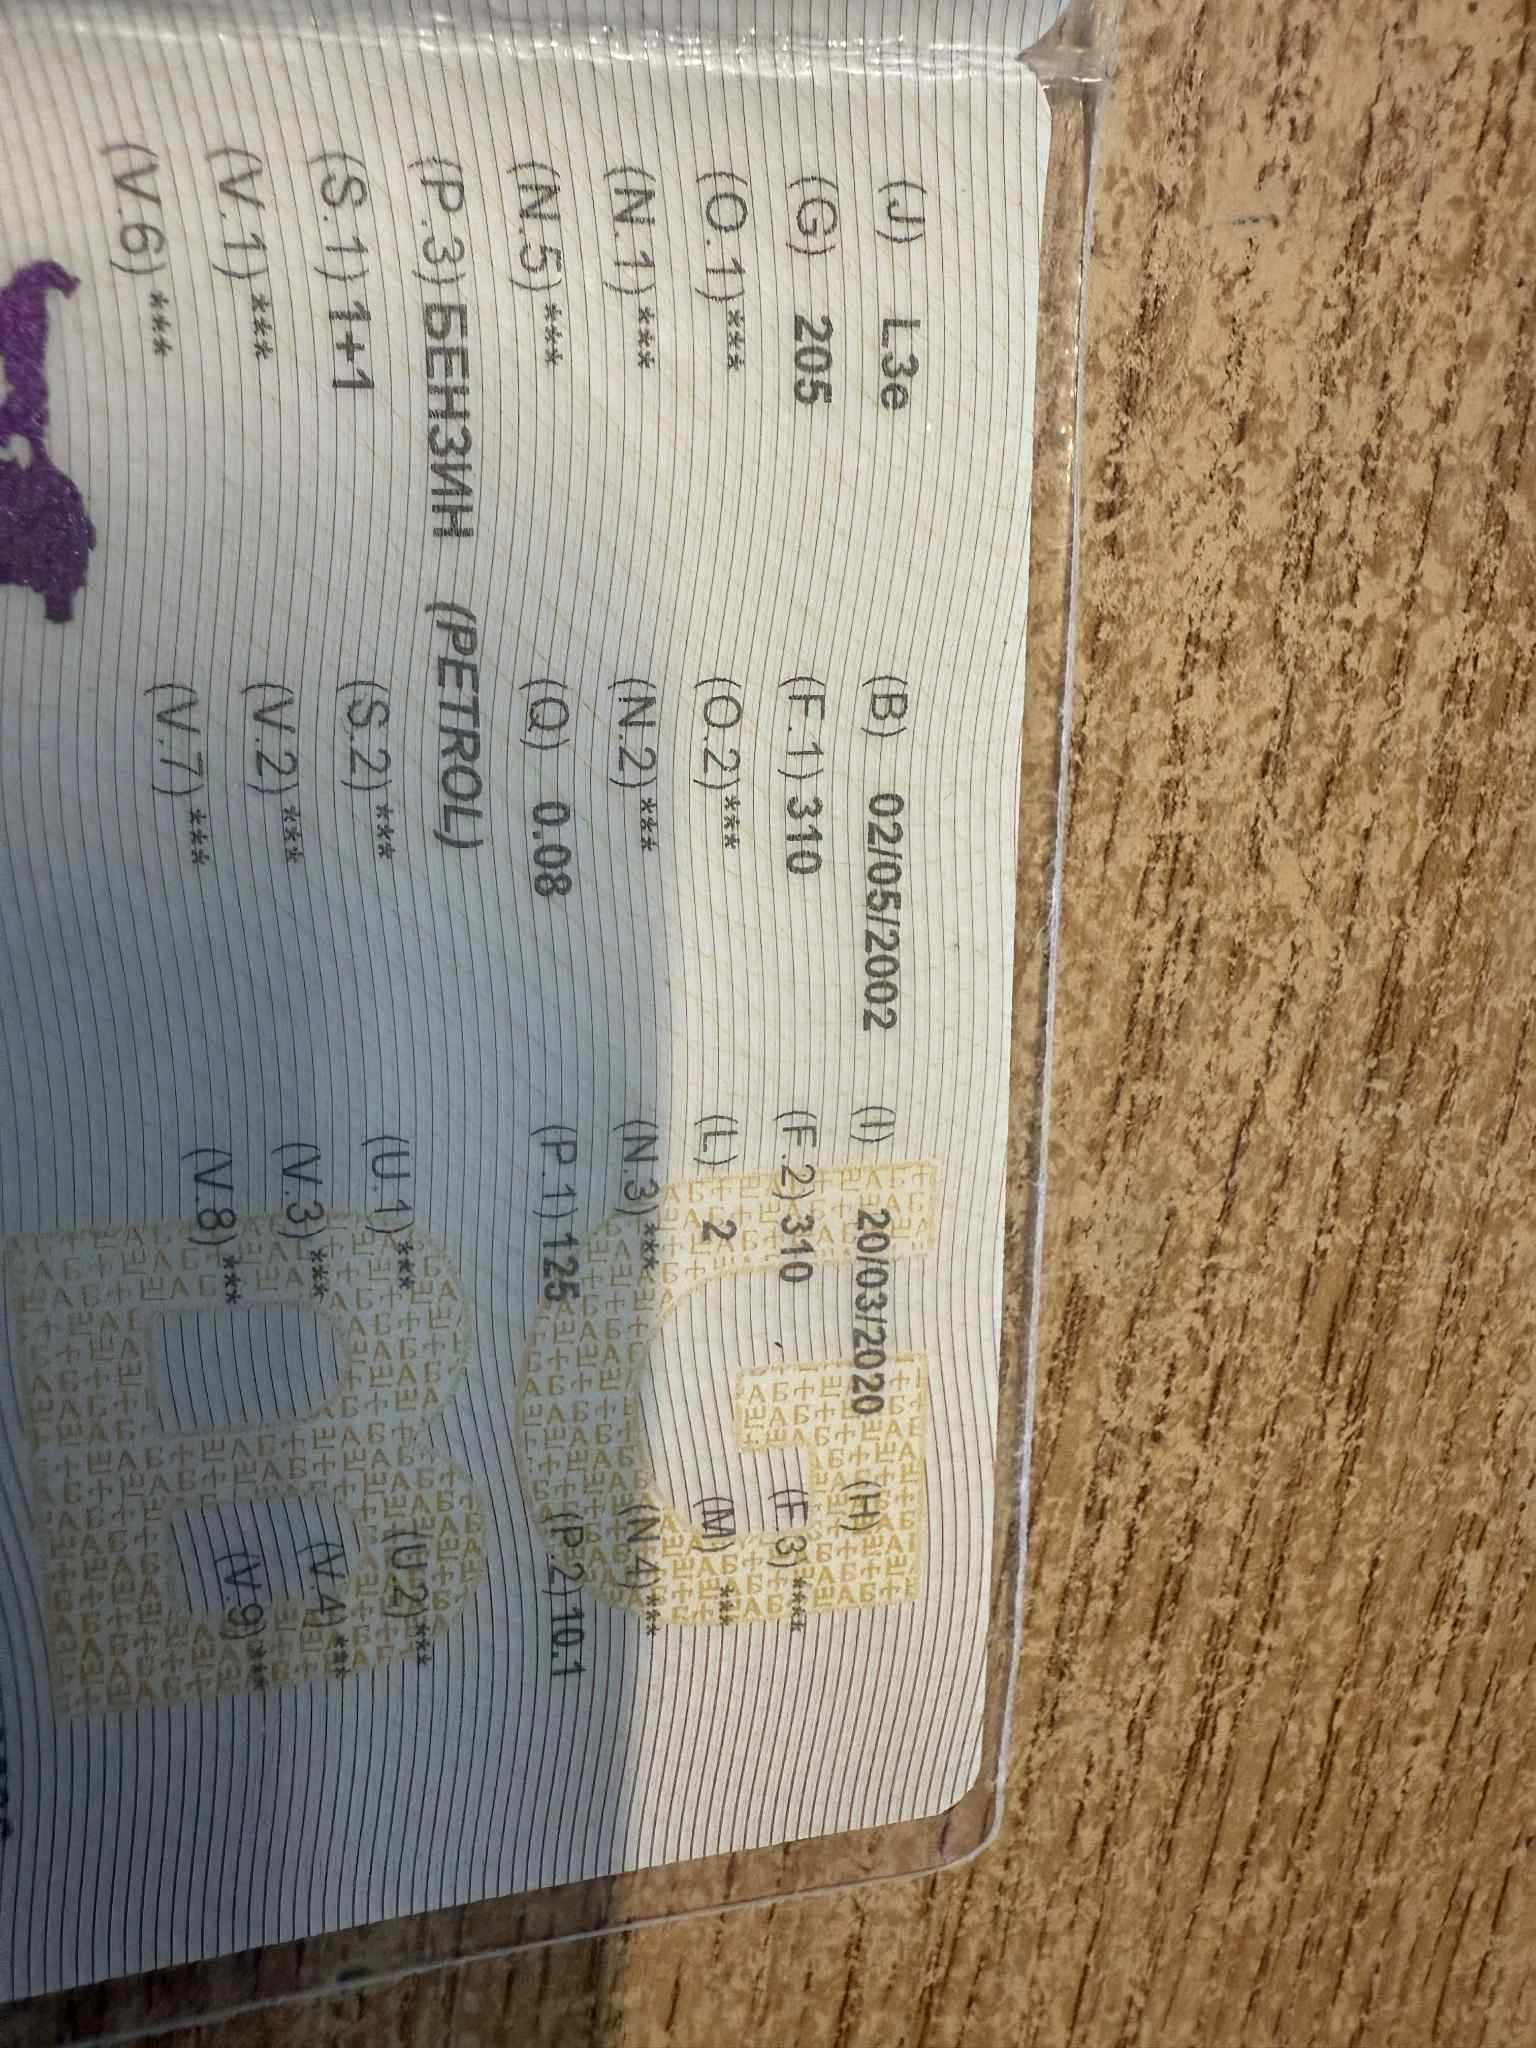 (J) L3e (B) 02/05/2002 (I) 20/03/2020 (H)
(G) 205 (F.1) 310 (F.2) 310 (F.3)***
(O.1)*** (O.2)*** (L) 2 (M) ***
(N.1)*** (N.2)*** (N.3)*** (N.4)***
(N.5)*** (Q) 0.08 (P.1) 125 (P.2) 10.1
(P.3) БЕНЗИН (PETROL)
(S.1) 1+1 (S.2)*** (U.1)*** (U.2)***
(V.1)*** (V.2)*** (V.3)*** (V.4)***
(V.6)*** (V.7)*** (V.8)*** (V.9)***